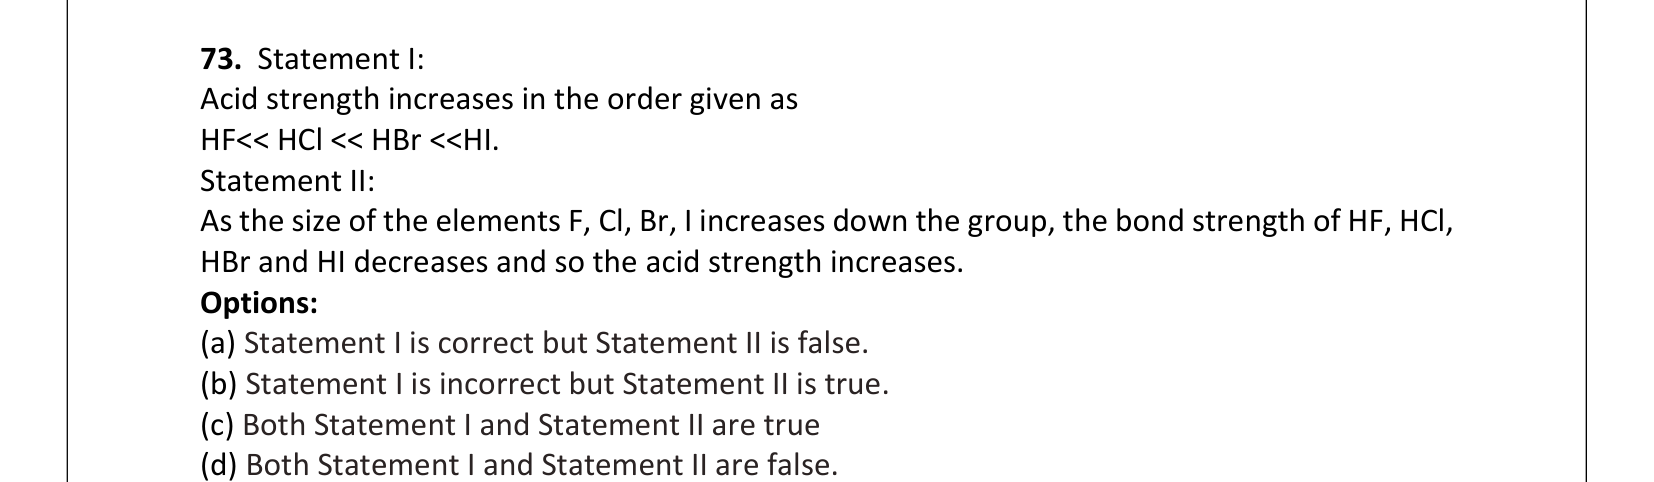 73. Statement I:
Acid strength increases in the order given as
HF<< HCl << HBr <<HI.
Statement II:
As the size of the elements F, Cl, Br, I increases down the group, the bond strength of HF, HCl,
HBr and HI decreases and so the acid strength increases.
Options:
(a) Statement I is correct but Statement II is false.
(b) Statement I is incorrect but Statement II is true.
(c) Both Statement I and Statement II are true
(d) Both Statement I and Statement II are false.